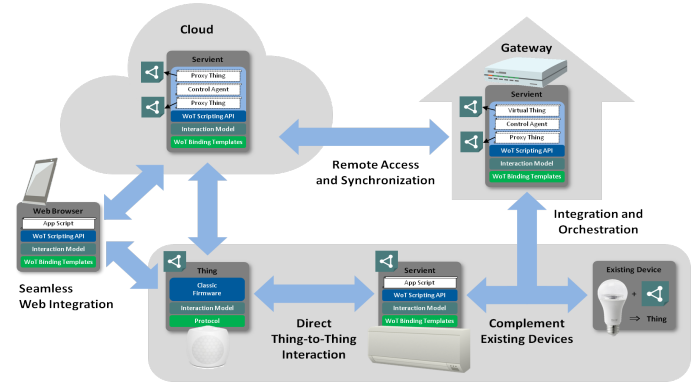 Cloud
Servient
Proxy Thing
Control Agent
Proxy Thing
WoT Scripting API
Interaction Model
WoT Binding Templates
Gateway
Servient
Virtual Thing
Control Agent
Proxy Thing
WoT Scripting API
Interaction Model
WoT Binding Templates
Remote Access
and Synchronization
Web Browser
App Script
WoT Scripting API
Interaction Model
WoT Binding Templates
Seamless
Web Integration
Integration and
Orchestration
Thing
Classic
Firmware
Interaction Model
Protocol
Direct
Thing-to-Thing
Interaction
Servient
App Script
WoT Scripting API
Interaction Model
WoT Binding Templates
Complement
Existing Devices
Existing Device
+
⇒ Thing